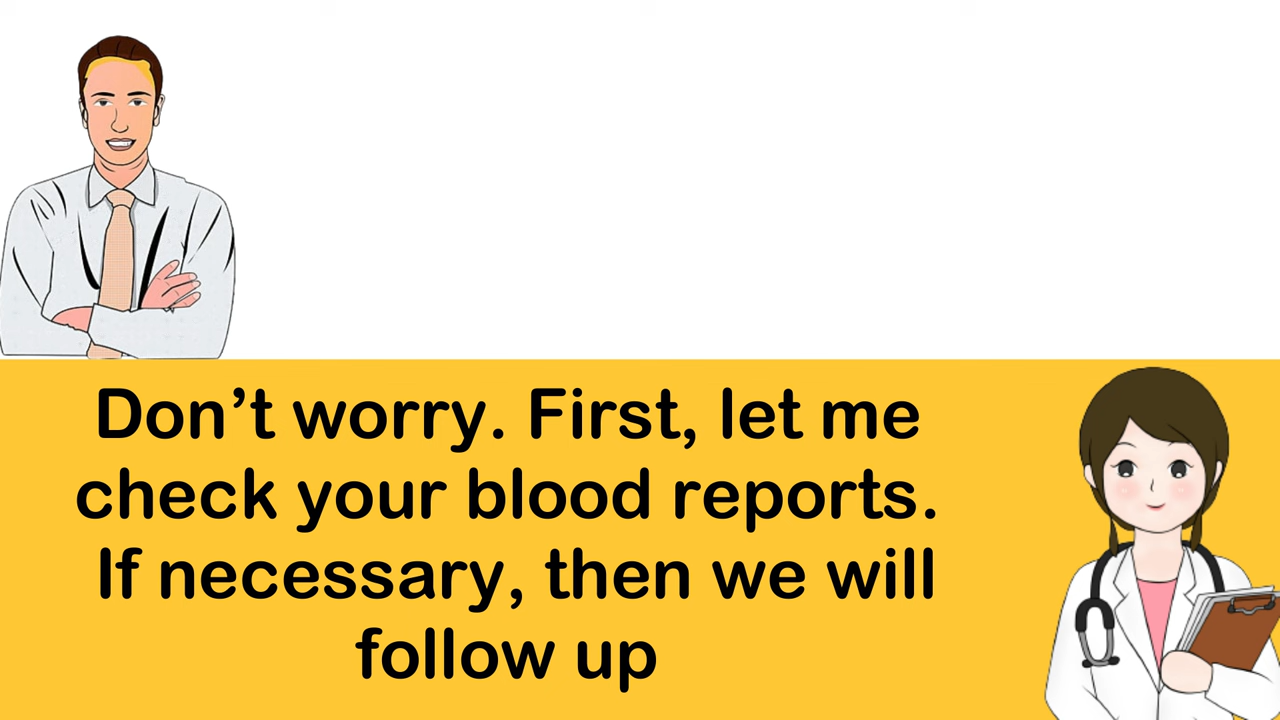 Don’t worry. First, let me
check your blood reports.
If necessary, then we will
follow up